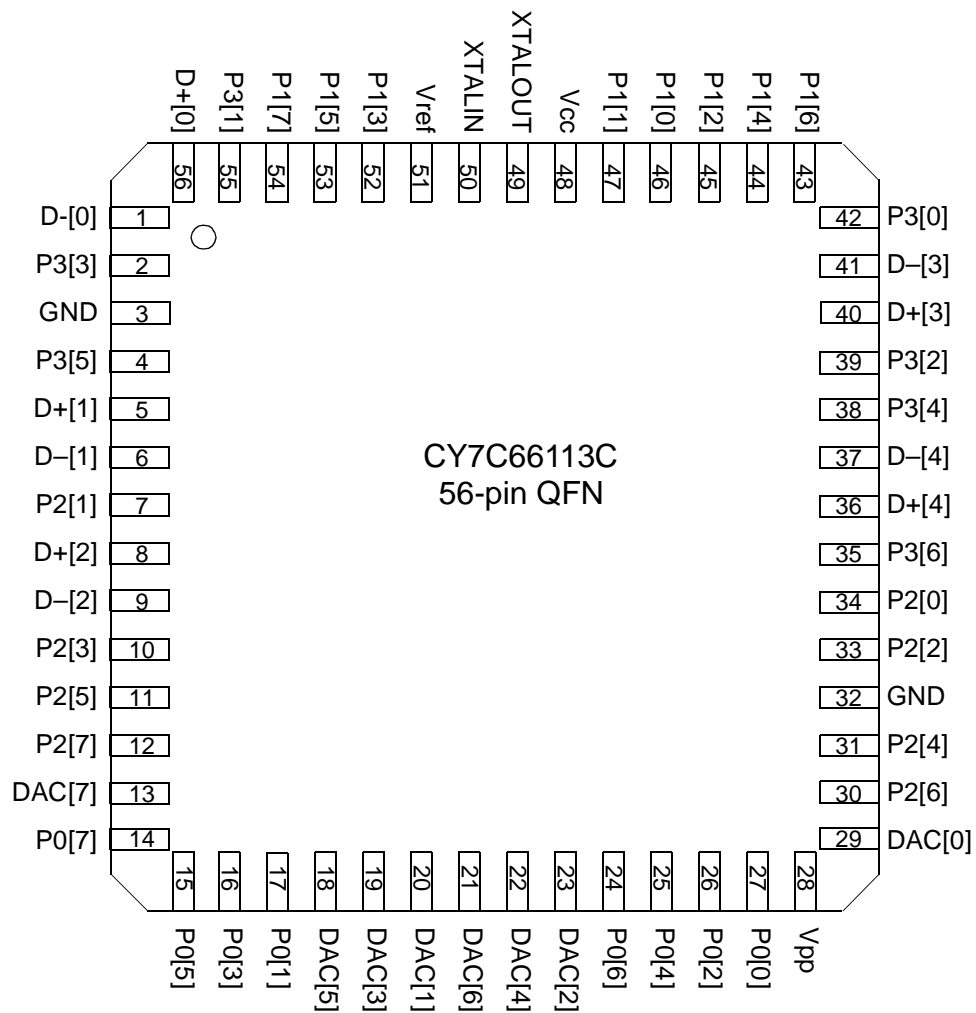 D+[0]
P3[1]
P1[7]
P1[5]
P1[3]
Vref
XTALIN
XTALOUT
Vcc
P1[1]
P1[0]
P1[2]
P1[4]
P1[6]
56
55
54
53
52
51
50
49
48
47
46
45
44
43
D-[0] 1
P3[3] 2
GND 3
P3[5] 4
D+[1] 5
D–[1] 6
P2[1] 7
D+[2] 8
D–[2] 9
P2[3] 10
P2[5] 11
P2[7] 12
DAC[7] 13
P0[7] 14
CY7C66113C
56-pin QFN
42 P3[0]
41 D–[3]
40 D+[3]
39 P3[2]
38 P3[4]
37 D–[4]
36 D+[4]
35 P3[6]
34 P2[0]
33 P2[2]
32 GND
31 P2[4]
30 P2[6]
29 DAC[0]
15
16
17
18
19
20
21
22
23
24
25
26
27
28
P0[5]
P0[3]
P0[1]
DAC[5]
DAC[3]
DAC[1]
DAC[6]
DAC[4]
DAC[2]
P0[6]
P0[4]
P0[2]
P0[0]
Vpp